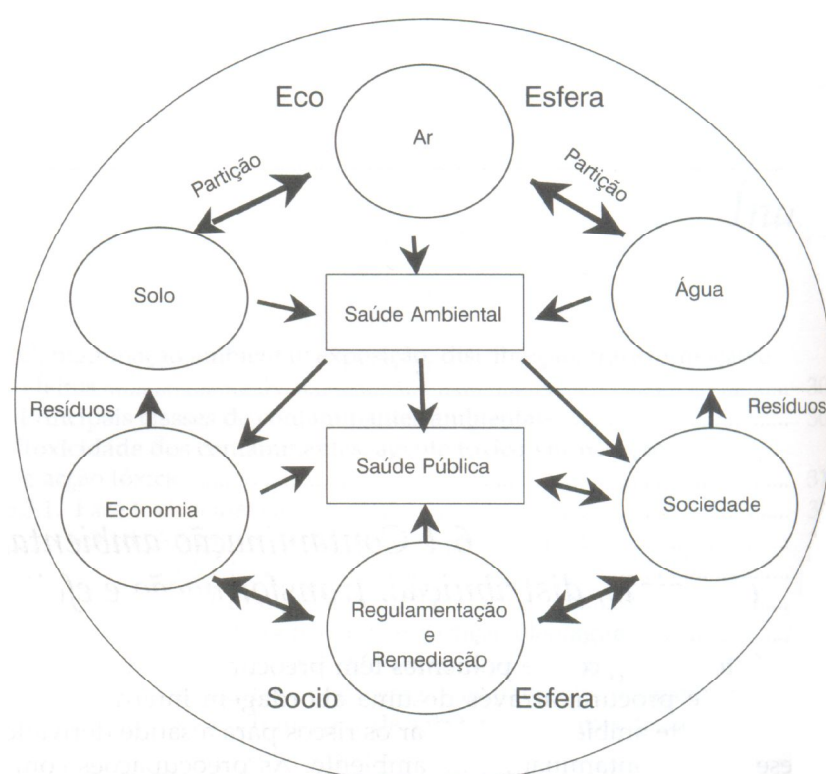 Eco Esfera
Ar
Partição
Partição
Solo
Saúde Ambiental
Água
Resíduos
Resíduos
Economia
Saúde Pública
Sociedade
Regulamentação
e
Remediação
Socio Esfera